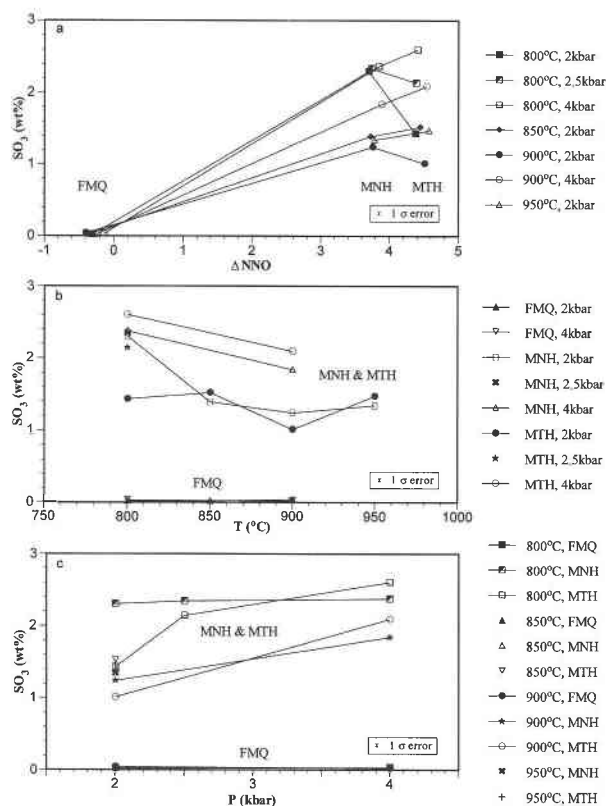 a
3
2
1
0
SO₃ (wt%)
FMQ
MNH
MTH
× 1 σ error
-1 0 1 2 3 4 5
Δ NNO
800°C, 2kbar
800°C, 2,5kbar
800°C, 4kbar
850°C, 2kbar
900°C, 2kbar
900°C, 4kbar
950°C, 2kbar
b
3
2
1
0
SO₃ (wt%)
MNH & MTH
FMQ
× 1 σ error
750 800 850 900 950 1000
T (°C)
FMQ, 2kbar
FMQ, 4kbar
MNH, 2kbar
MNH, 2,5kbar
MNH, 4kbar
MTH, 2kbar
MTH, 2,5kbar
MTH, 4kbar
c
3
2
1
0
SO₃ (wt%)
MNH & MTH
× 1 σ error
FMQ
2 3 4
P (kbar)
800°C, FMQ
800°C, MNH
800°C, MTH
850°C, FMQ
850°C, MNH
850°C, MTH
900°C, FMQ
900°C, MNH
900°C, MTH
950°C, MNH
950°C, MTH